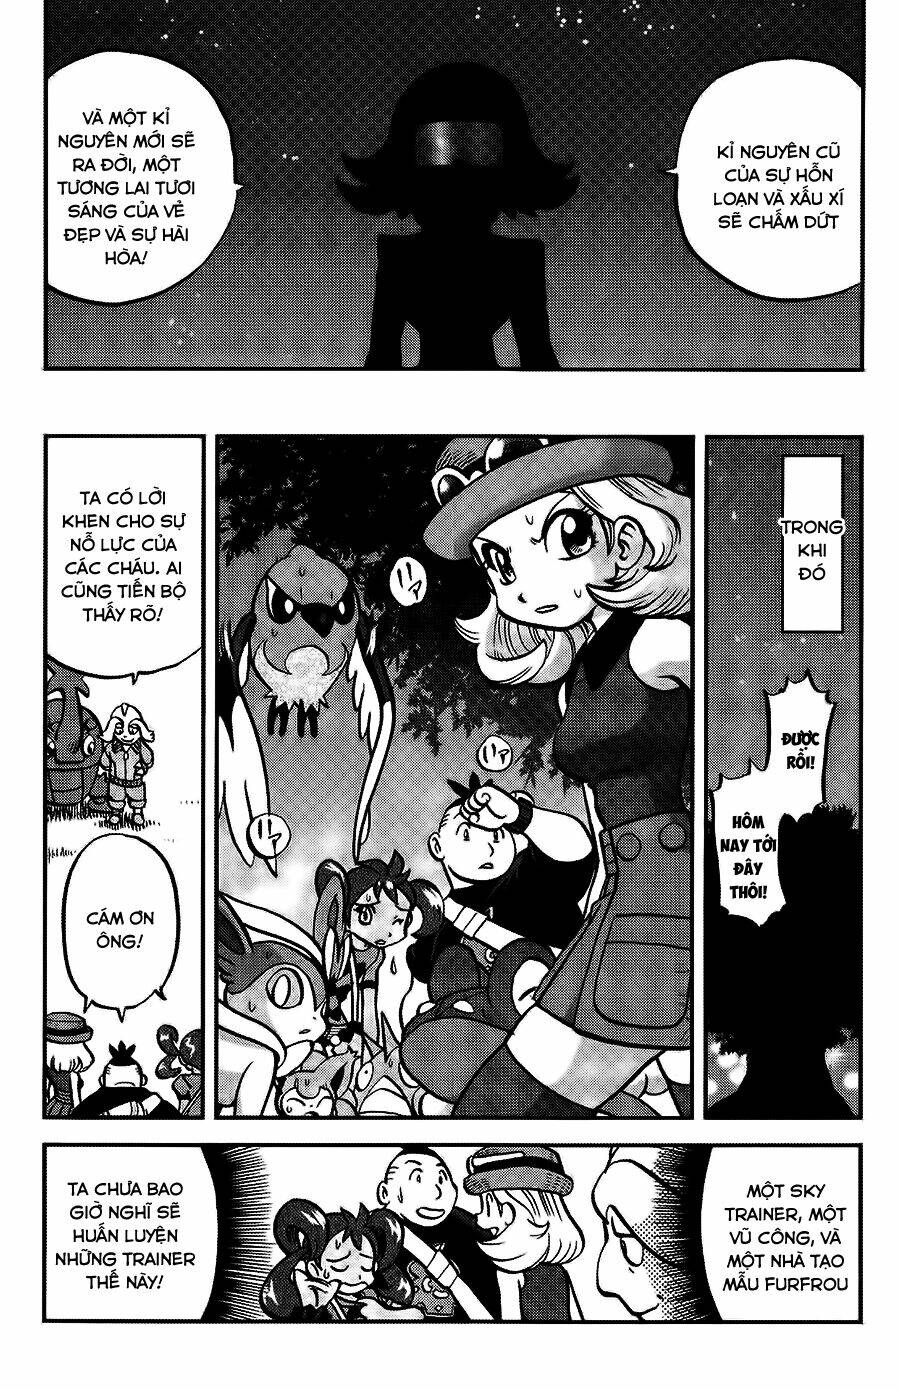 KỈ NGUYÊN CŨ
CỦA SỰ HỖN
LOẠN VÀ XẤU XÍ
SẼ CHẤM DỨT
VÀ MỘT KỈ
NGUYÊN MỚI SẼ
RA ĐỜI, MỘT
TƯƠNG LAI TƯƠI
SÁNG CỦA VẺ
ĐẸP VÀ SỰ HÀI
HÒA!
TRONG
KHI
ĐÓ
ĐƯỢC
RỒI!
HÔM
NAY TỚI
ĐÂY
THÔI!
TA CÓ LỜI
KHEN CHO SỰ
NỖ LỰC CỦA
CÁC CHÁU. AI
CŨNG TIẾN BỘ
THẤY RÕ!
CÁM ƠN
ÔNG!
MỘT SKY
TRAINER, MỘT
VŨ CÔNG, VÀ
MỘT NHÀ TẠO
MẪU FURFROU
TA CHƯA BAO
GIỜ NGHĨ SẼ
HUẤN LUYỆN
NHỮNG TRAINER
THẾ NÀY!